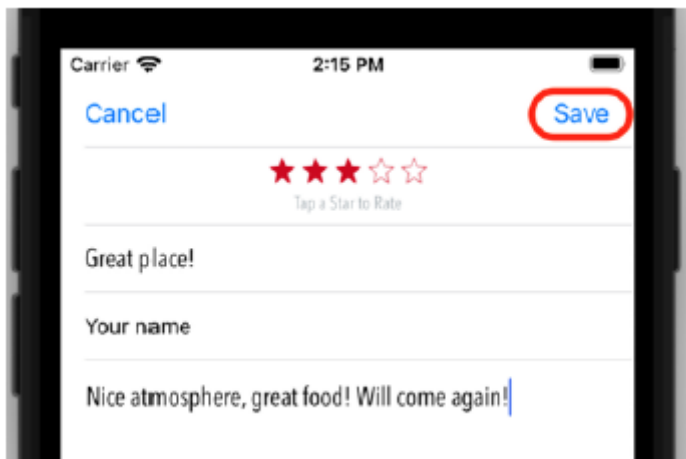 Carrier 2:15 PM
Cancel Save
Tap a Star to Rate
Great place!
Your name
Nice atmosphere, great food! Will come again!